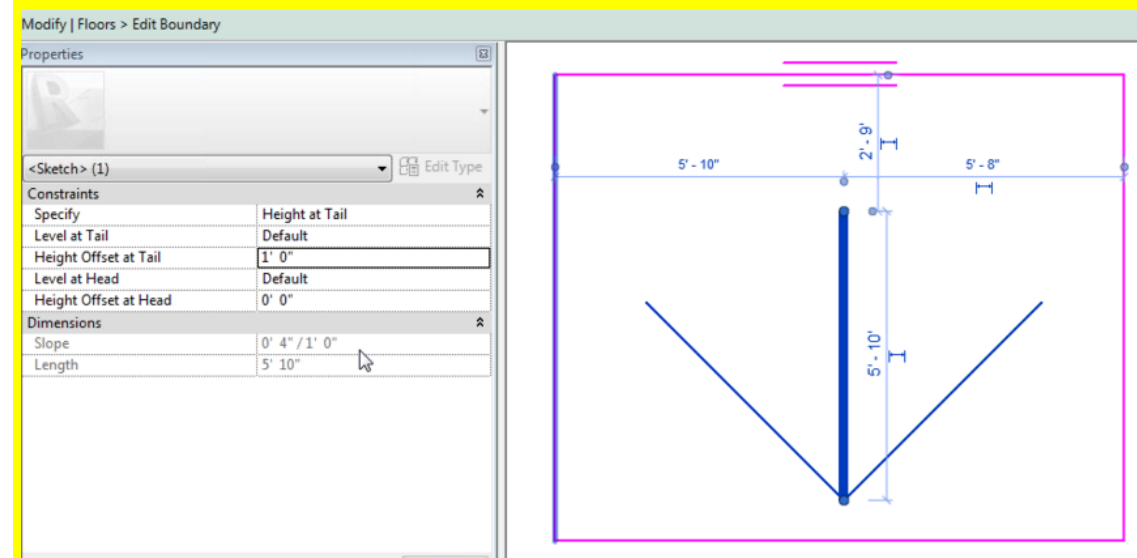 Modify | Floors > Edit Boundary
Properties
<Sketch> (1)
Edit Type
Constraints
Specify Height at Tail
Level at Tail Default
Height Offset at Tail 1' 0"
Level at Head Default
Height Offset at Head 0' 0"
Dimensions
Slope 0' 4" / 1' 0"
Length 5' 10"
2' - 9'
5' - 10"
5' - 8"
5' - 10'